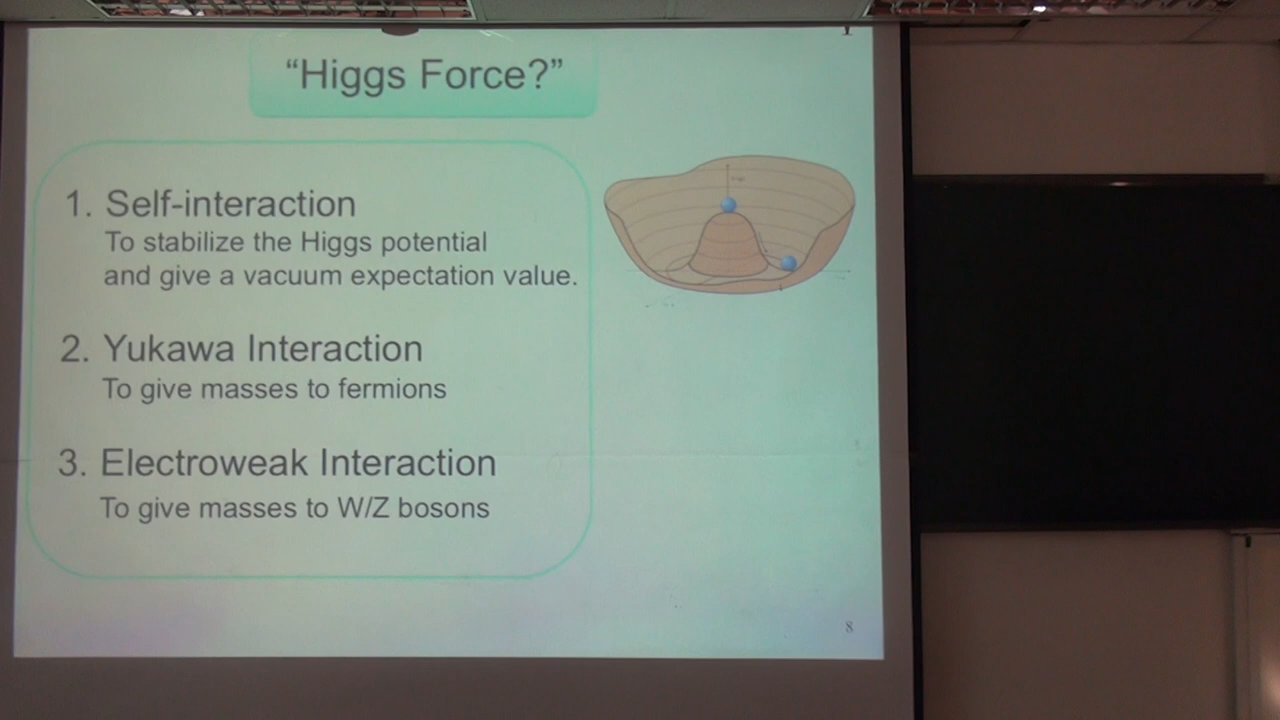 “Higgs Force?”
1. Self-interaction
To stabilize the Higgs potential
and give a vacuum expectation value.
2. Yukawa Interaction
To give masses to fermions
3. Electroweak Interaction
To give masses to W/Z bosons
8